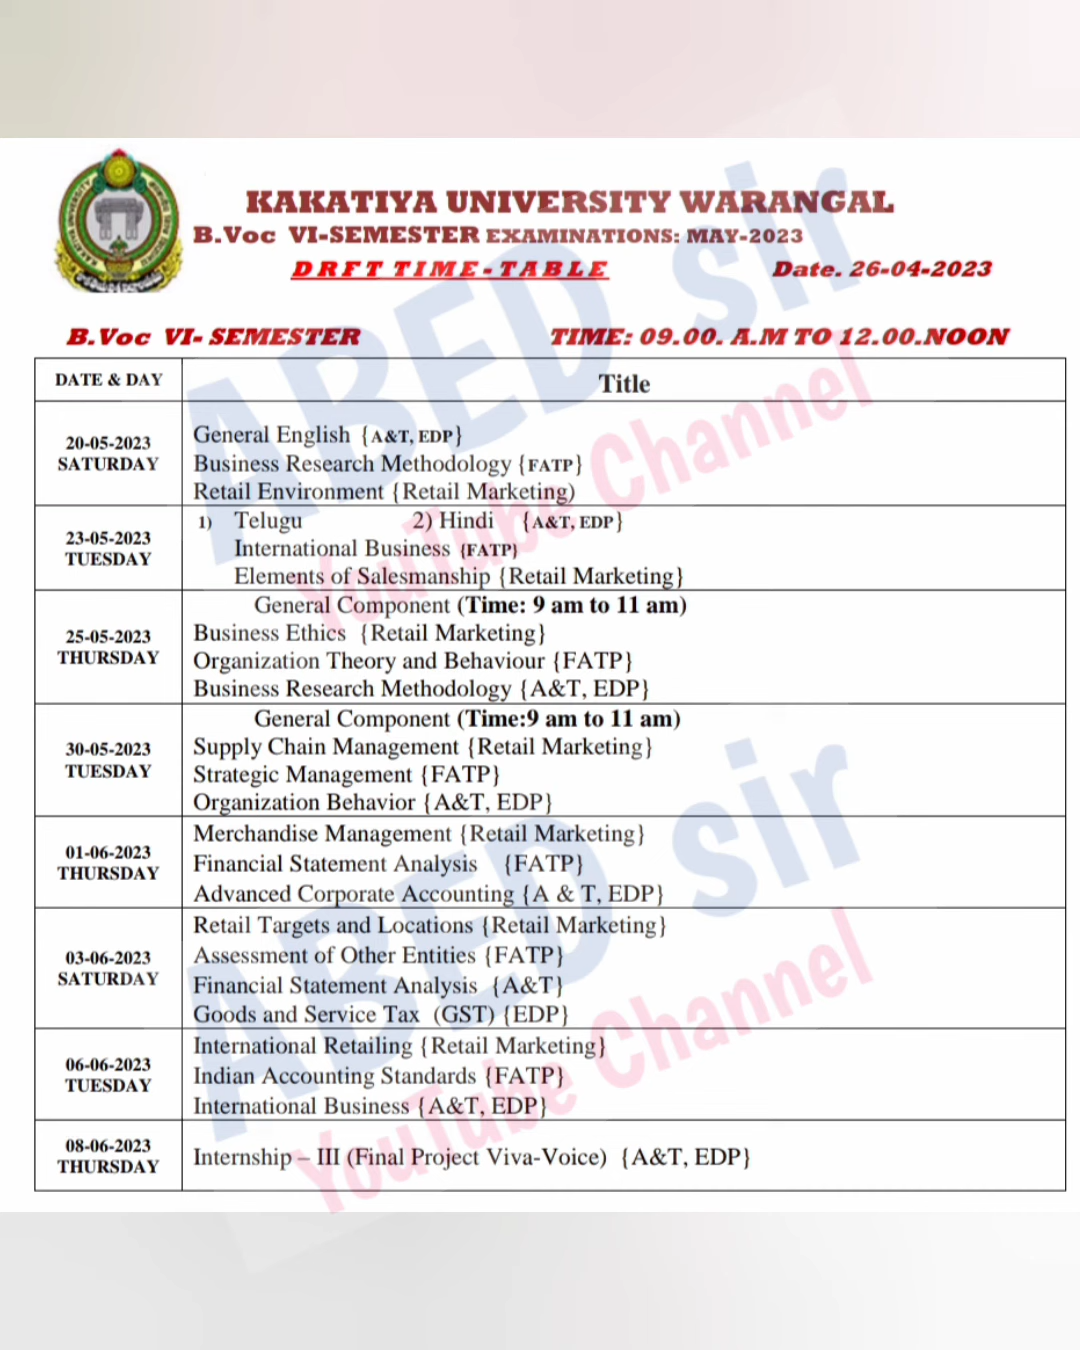 KAKATIYA UNIVERSITY WARANGAL
B.Voc VI-SEMESTER EXAMINATIONS: MAY-2023
DRFT TIME-TABLE Date. 26-04-2023
B.Voc VI- SEMESTER TIME: 09.00. A.M TO 12.00.NOON
DATE & DAY Title
20-05-2023
SATURDAY
General English {A&T, EDP}
Business Research Methodology {FATP}
Retail Environment {Retail Marketing)
23-05-2023
TUESDAY
1) Telugu 2) Hindi {A&T, EDP}
International Business {FATP}
Elements of Salesmanship {Retail Marketing}
25-05-2023
THURSDAY
General Component (Time: 9 am to 11 am)
Business Ethics {Retail Marketing}
Organization Theory and Behaviour {FATP}
Business Research Methodology {A&T, EDP}
30-05-2023
TUESDAY
General Component (Time:9 am to 11 am)
Supply Chain Management {Retail Marketing}
Strategic Management {FATP}
Organization Behavior {A&T, EDP}
01-06-2023
THURSDAY
Merchandise Management {Retail Marketing}
Financial Statement Analysis {FATP}
Advanced Corporate Accounting {A & T, EDP}
03-06-2023
SATURDAY
Retail Targets and Locations {Retail Marketing}
Assessment of Other Entities {FATP}
Financial Statement Analysis {A&T}
Goods and Service Tax (GST) {EDP}
06-06-2023
TUESDAY
International Retailing {Retail Marketing}
Indian Accounting Standards {FATP}
International Business {A&T, EDP}
08-06-2023
THURSDAY
Internship – III (Final Project Viva-Voice) {A&T, EDP}
ABED sir
YouTube Channel
ABED sir
YouTube Channel